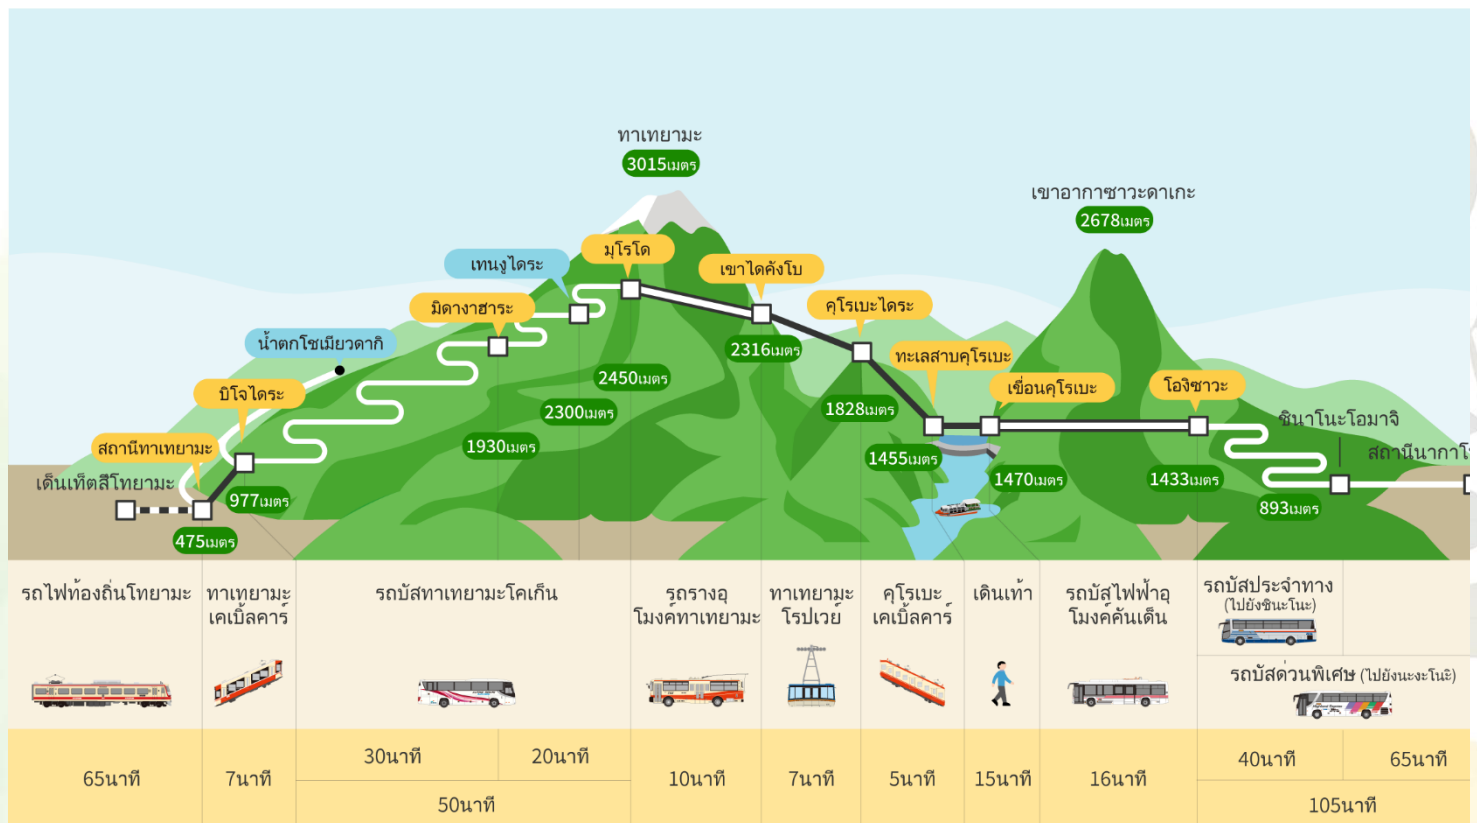 ทาเทยามะ
3015เมตร
เขาอากาซาวะดาเกะ
2678เมตร
มุโรโด
เทนงูไดระ
เขาไดคังโบ
มิดางาฮาระ
คุโรเบะไดระ
น้ำตกโชเมียวดากิ
2316เมตร
ทะเลสาบคุโรเบะ
2450เมตร
บิโจไดระ
เขื่อนคุโรเบะ
โองิซาวะ
2300เมตร
1828เมตร
ชินาโนะโอมาจิ
สถานีทาเทยามะ
1930เมตร
สถานีนากาโ
1455เมตร
เด็นเท็ตสึโทยามะ
977เมตร
1470เมตร
1433เมตร
893เมตร
475เมตร
รถไฟท้องถิ่นโทยามะ
ทาเทยามะ
เคเบิ้ลคาร์
รถบัสทาเทยามะโคเก็น
รถรางอุ
โมงค์ทาเทยามะ
ทาเทยามะ
โรปเวย์
คุโรเบะ
เคเบิ้ลคาร์
เดินเท้า
รถบัสไฟฟ้าอุ
โมงค์คันเด็น
รถบัสประจำทาง
(ไปยังชินะโนะ)
รถบัสด่วนพิเศษ (ไปยังนะงะโนะ)
65นาที
7นาที
30นาที
20นาที
50นาที
10นาที
7นาที
5นาที
15นาที
16นาที
40นาที
65นาที
105นาที